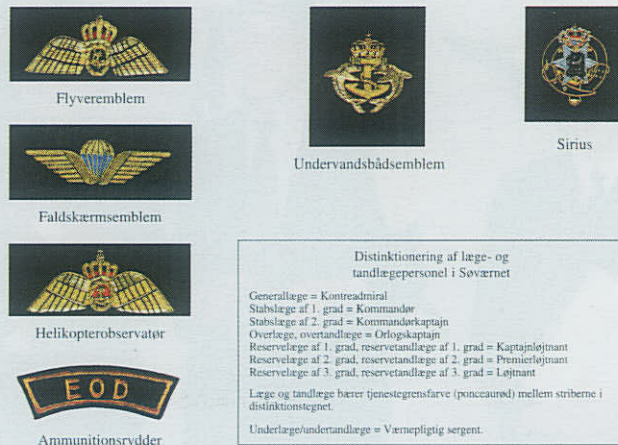 Flyveremblem
Faldskærmsemblem
Helikopterobservatør
EOD
Ammunitionsrydder
Undervandsbådsemblem
Sirius
Distinktionering af læge- og
tandlægepersonel i Søværnet
Generallæge = Kontreadmiral
Stabslæge af 1. grad = Kommandør
Stabslæge af 2. grad = Kommandørkaptajn
Overlæge, overtandlæge = Orlogskaptajn
Reservelæge af 1. grad, reservetandlæge af 1. grad = Kaptajnløjtnant
Reservelæge af 2. grad, reservetandlæge af 2. grad = Premierløjtnant
Reservelæge af 3. grad, reservetandlæge af 3. grad = Løjtnant
Læge og tandlæge bærer tjenestegrensfarve (ponceaurød) mellem striberne i
distinktionstegnet.
Underlæge/undertandlæge = Værnepligtig sergent.